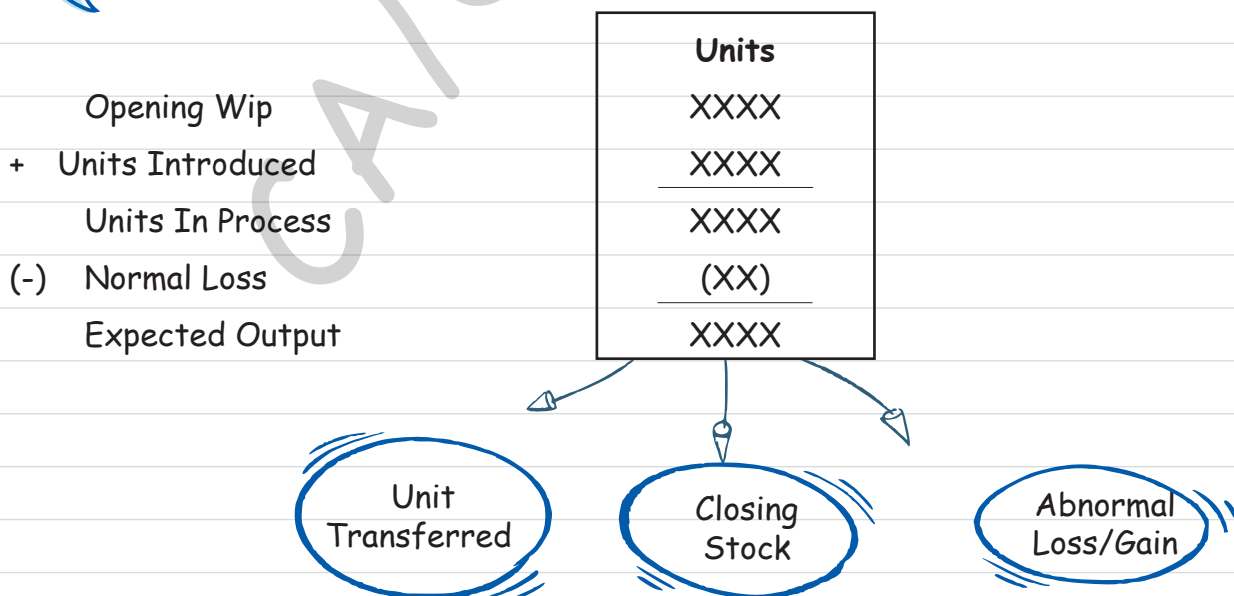 Units
Opening Wip XXXX
+ Units Introduced XXXX
Units In Process XXXX
(-) Normal Loss (XX)
Expected Output XXXX
Unit
Transferred
Closing
Stock
Abnormal
Loss/Gain
CA/